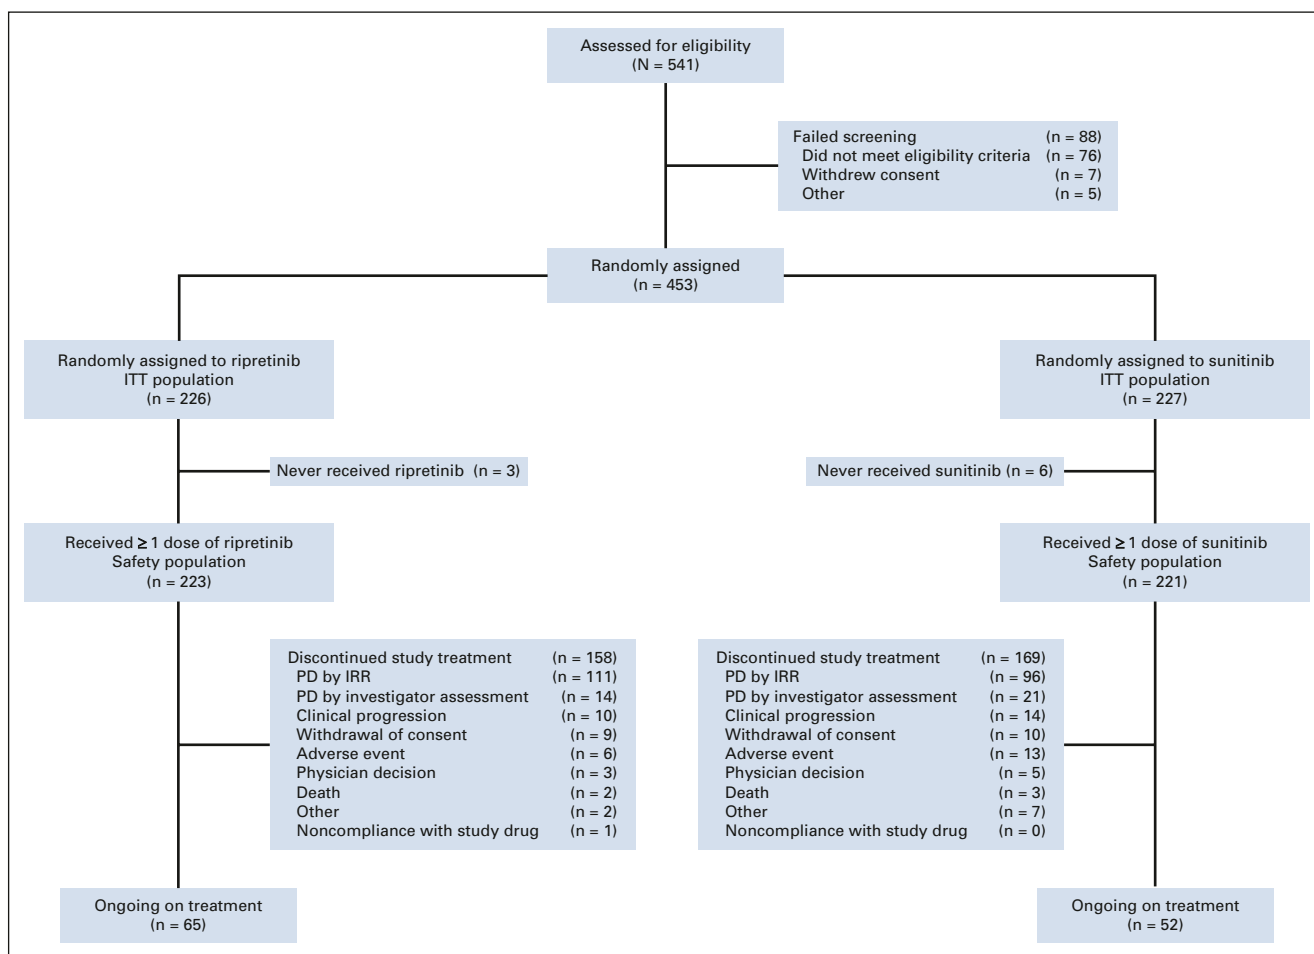 Assessed for eligibility
(N = 541)
Failed screening (n = 88)
Did not meet eligibility criteria (n = 76)
Withdrew consent (n = 7)
Other (n = 5)
Randomly assigned
(n = 453)
Randomly assigned to ripretinib
ITT population
(n = 226)
Randomly assigned to sunitinib
ITT population
(n = 227)
Never received ripretinib (n = 3)
Never received sunitinib (n = 6)
Received ≥ 1 dose of ripretinib
Safety population
(n = 223)
Received ≥ 1 dose of sunitinib
Safety population
(n = 221)
Discontinued study treatment (n = 158)
PD by IRR (n = 111)
PD by investigator assessment (n = 14)
Clinical progression (n = 10)
Withdrawal of consent (n = 9)
Adverse event (n = 6)
Physician decision (n = 3)
Death (n = 2)
Other (n = 2)
Noncompliance with study drug (n = 1)
Discontinued study treatment (n = 169)
PD by IRR (n = 96)
PD by investigator assessment (n = 21)
Clinical progression (n = 14)
Withdrawal of consent (n = 10)
Adverse event (n = 13)
Physician decision (n = 5)
Death (n = 3)
Other (n = 7)
Noncompliance with study drug (n = 0)
Ongoing on treatment
(n = 65)
Ongoing on treatment
(n = 52)